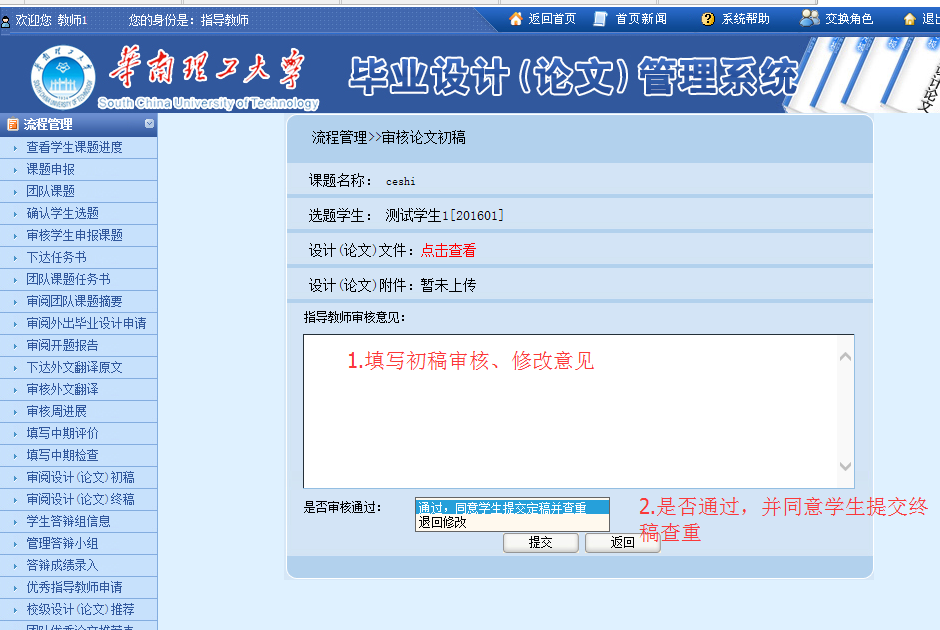 欢迎您 教师1 您的身份是：指导教师 返回首页 首页新闻 系统帮助 交换角色
华南理工大学
South China University of Technology
毕业设计(论文)管理系统
流程管理
查看学生课题进度
课题申报
团队课题
确认学生选题
审核学生申报课题
下达任务书
团队课题任务书
审阅团队课题摘要
审阅外出毕业设计申请
审阅开题报告
下达外文翻译原文
审核外文翻译
审核周进展
填写中期评价
填写中期检查
审阅设计(论文)初稿
审阅设计(论文)终稿
学生答辩组信息
管理答辩小组
答辩成绩录入
优秀指导教师申请
校级设计(论文)推荐
流程管理>>审核论文初稿
课题名称： ceshi
选题学生： 测试学生1[201601]
设计(论文)文件：点击查看
设计(论文)附件：暂未上传
指导教师审核意见：
1.填写初稿审核、修改意见
是否审核通过：
通过，同意学生提交定稿并查重
退回修改
2.是否通过，并同意学生提交终
稿查重
提交 返回